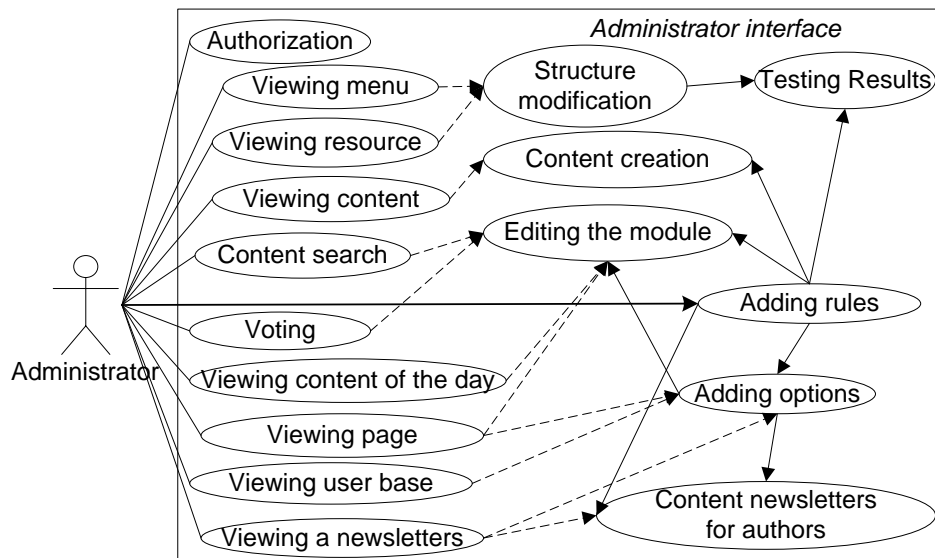 Administrator interface
Authorization
Viewing menu
Structure
modification
Testing Results
Viewing resource
Content creation
Viewing content
Editing the module
Content search
Adding rules
Voting
Administrator
Viewing content of the day
Adding options
Viewing page
Viewing user base
Content newsletters
for authors
Viewing a newsletters